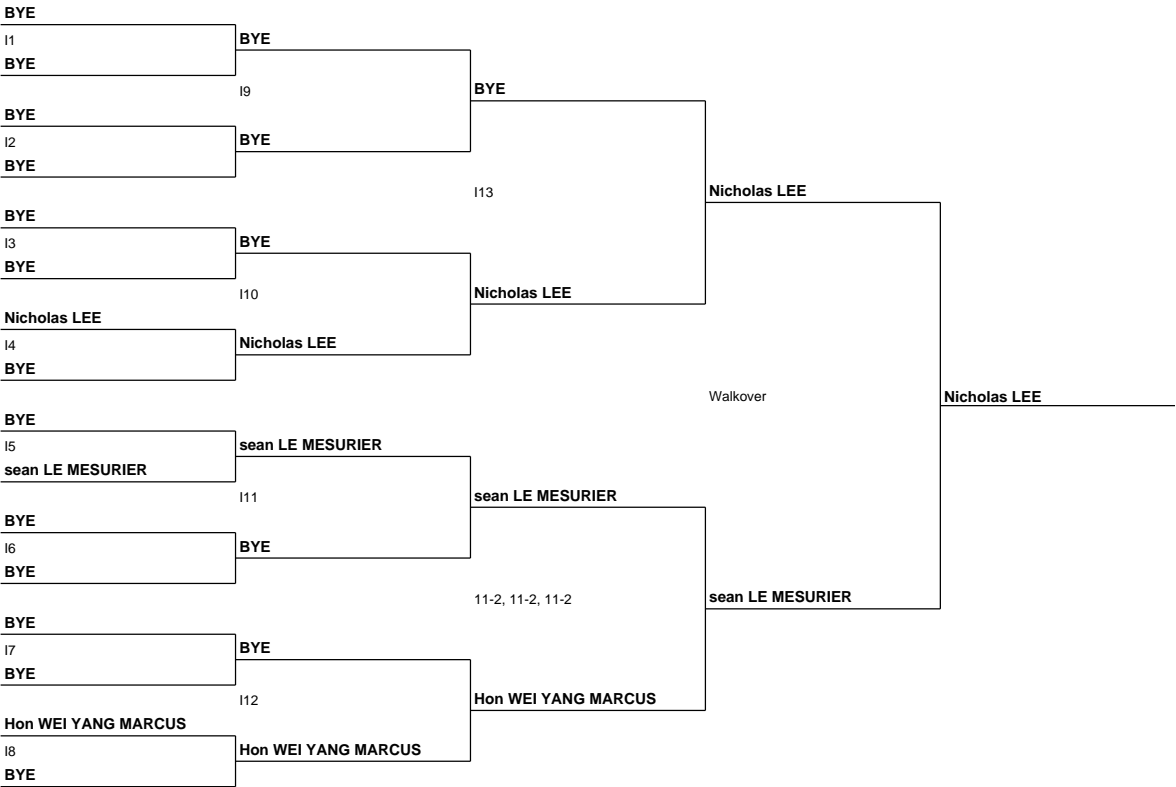 BYE
I1
BYE
BYE
I9
BYE
BYE
I2
BYE
BYE
I13
Nicholas LEE
BYE
I3
BYE
BYE
I10
Nicholas LEE
Nicholas LEE
I4
Nicholas LEE
BYE
Walkover
Nicholas LEE
BYE
I5
sean LE MESURIER
sean LE MESURIER
I11
sean LE MESURIER
BYE
I6
BYE
BYE
11-2, 11-2, 11-2
sean LE MESURIER
BYE
I7
BYE
BYE
I12
Hon WEI YANG MARCUS
Hon WEI YANG MARCUS
I8
Hon WEI YANG MARCUS
BYE